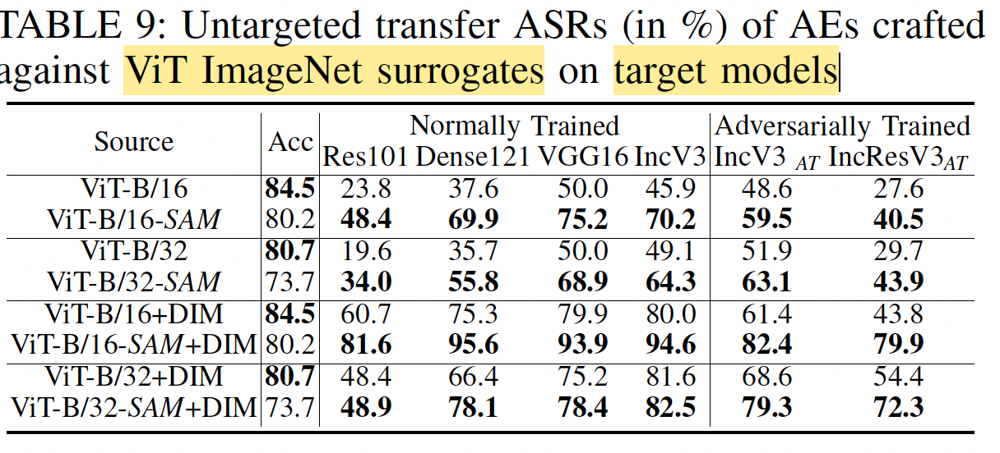 TABLE 9: Untargeted transfer ASRs (in %) of AEs crafted
against ViT ImageNet surrogates on target models
Source Acc Normally Trained Adversarially Trained
Res101 Dense121 VGG16 IncV3 IncV3 AT IncResV3AT
ViT-B/16 84.5 23.8 37.6 50.0 45.9 48.6 27.6
ViT-B/16-SAM 80.2 48.4 69.9 75.2 70.2 59.5 40.5
ViT-B/32 80.7 19.6 35.7 50.0 49.1 51.9 29.7
ViT-B/32-SAM 73.7 34.0 55.8 68.9 64.3 63.1 43.9
ViT-B/16+DIM 84.5 60.7 75.3 79.9 80.0 61.4 43.8
ViT-B/16-SAM+DIM 80.2 81.6 95.6 93.9 94.6 82.4 79.9
ViT-B/32+DIM 80.7 48.4 66.4 75.2 81.6 68.6 54.4
ViT-B/32-SAM+DIM 73.7 48.9 78.1 78.4 82.5 79.3 72.3